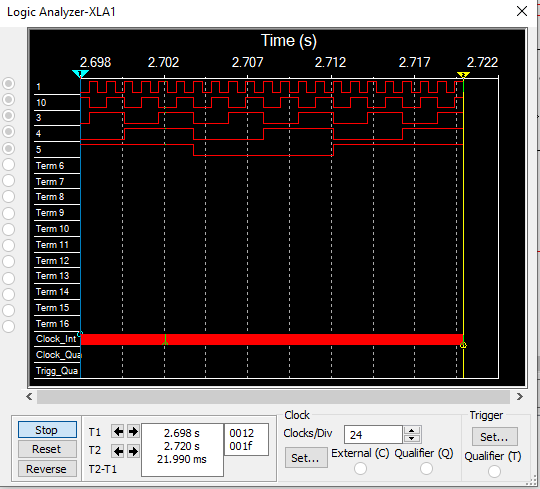 Logic Analyzer-XLA1
Time (s)
2.698 2.702 2.707 2.711 2.717 2.722
1
10
3
4
5
Term 6
Term 7
Term 8
Term 9
Term 10
Term 11
Term 12
Term 13
Term 14
Term 15
Term 16
Clock_Int
Clock_Qua
Trigg_Qua
Stop
Reset
Reverse
T1
T2
T2-T1
2.698 s
2.720 s
21.990 ms
0012
001f
Clock
Clocks/Div 24
Set...
External (C) Qualifier (Q)
Trigger
Set...
Qualifier (T)